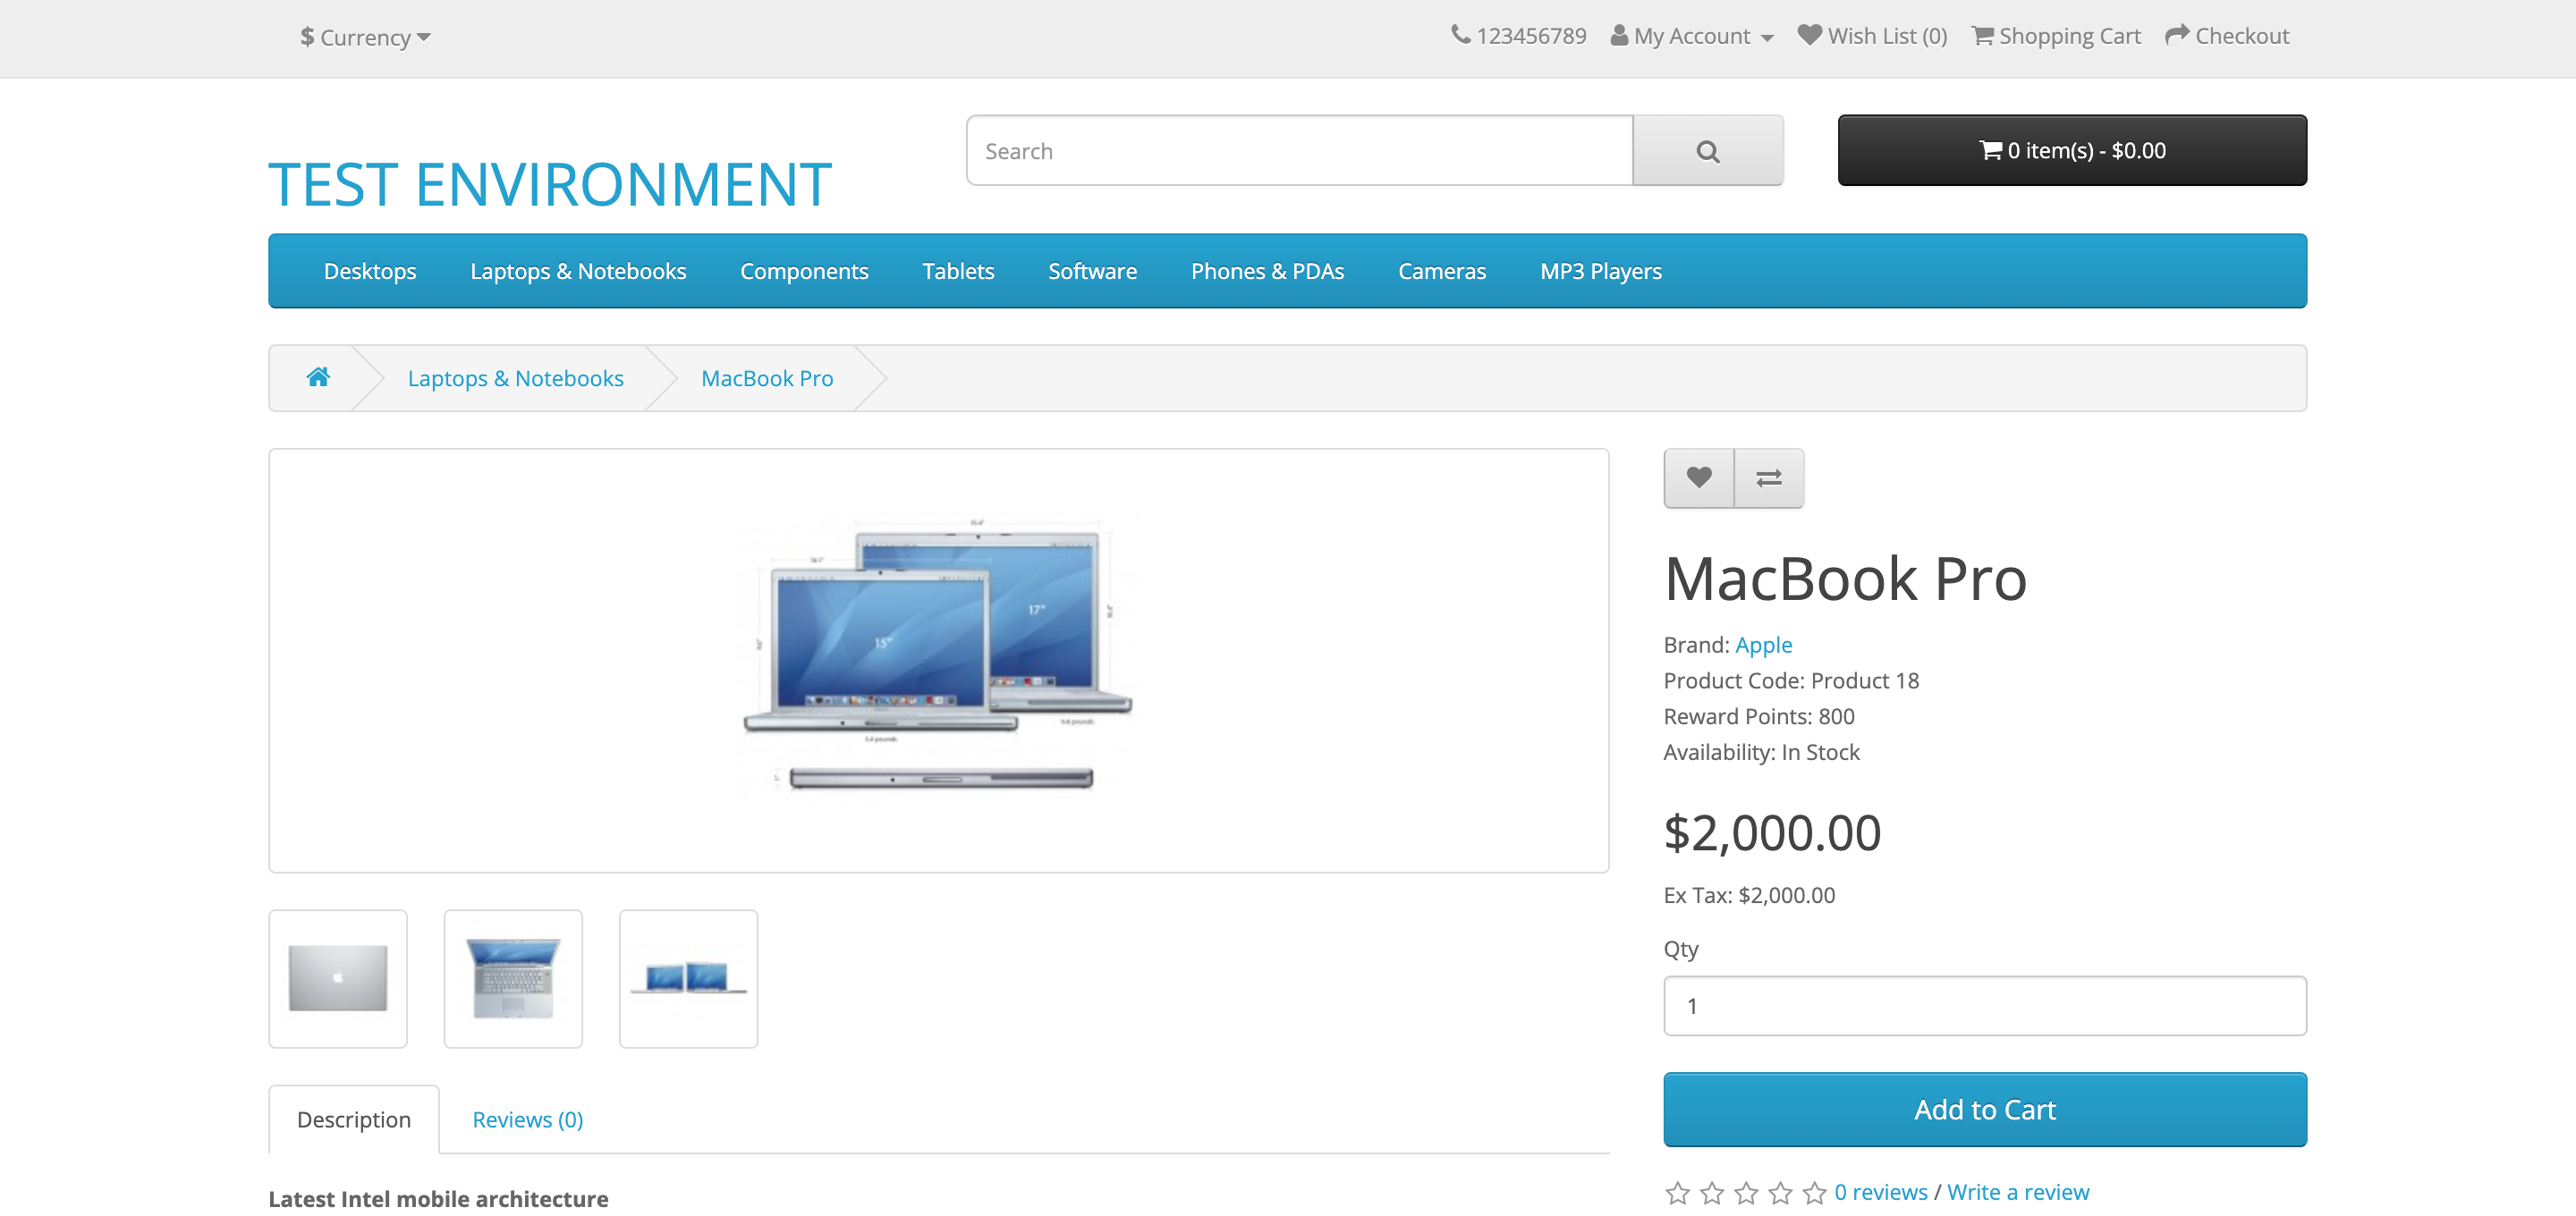 $ Currency
123456789 My Account Wish List (0) Shopping Cart Checkout
TEST ENVIRONMENT
Search
0 item(s) - $0.00
Desktops Laptops & Notebooks Components Tablets Software Phones & PDAs Cameras MP3 Players
Laptops & Notebooks MacBook Pro
15"
17"
MacBook Pro
Brand: Apple
Product Code: Product 18
Reward Points: 800
Availability: In Stock
$2,000.00
Ex Tax: $2,000.00
Qty
1
Add to Cart
0 reviews / Write a review
Description Reviews (0)
Latest Intel mobile architecture